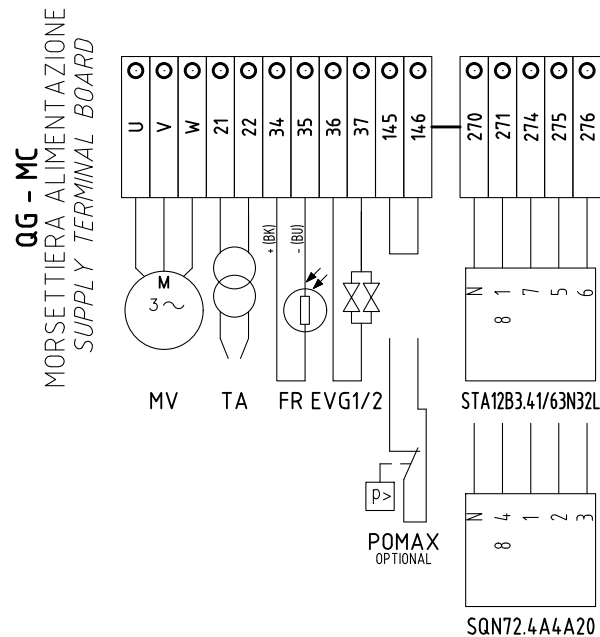 QG - MC
MORSETTIERA ALIMENTAZIONE
SUPPLY TERMINAL BOARD
U V W 21 22 34 35 36 37 145 146 270 271 274 275 276
+ (BK) - (BU)
M
3~
N 8 1 7 5 6
MV TA FR EVG1/2 STA12B3.41/63N32L
p>
POMAX
OPTIONAL
N 8 4 1 2 3
SQN72.4A4A20